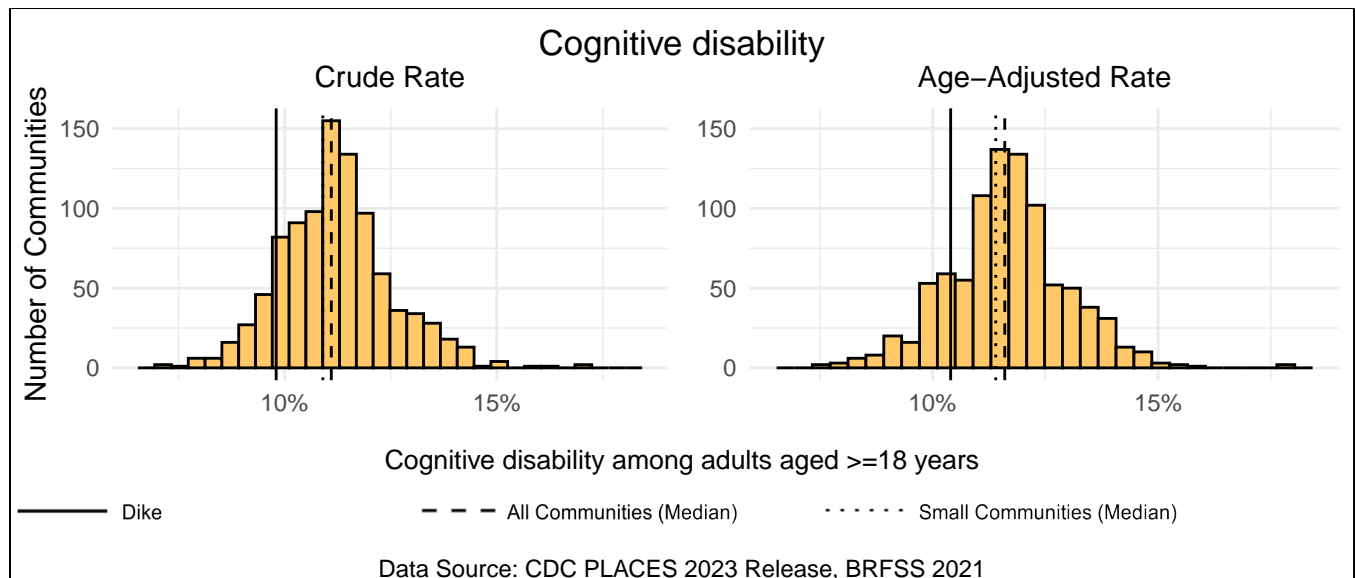 Cognitive disability
Crude Rate
Age−Adjusted Rate
Number of Communities
150
100
50
0
10%
15%
150
100
50
0
10%
15%
Cognitive disability among adults aged >=18 years
Dike
All Communities (Median)
Small Communities (Median)
Data Source: CDC PLACES 2023 Release, BRFSS 2021